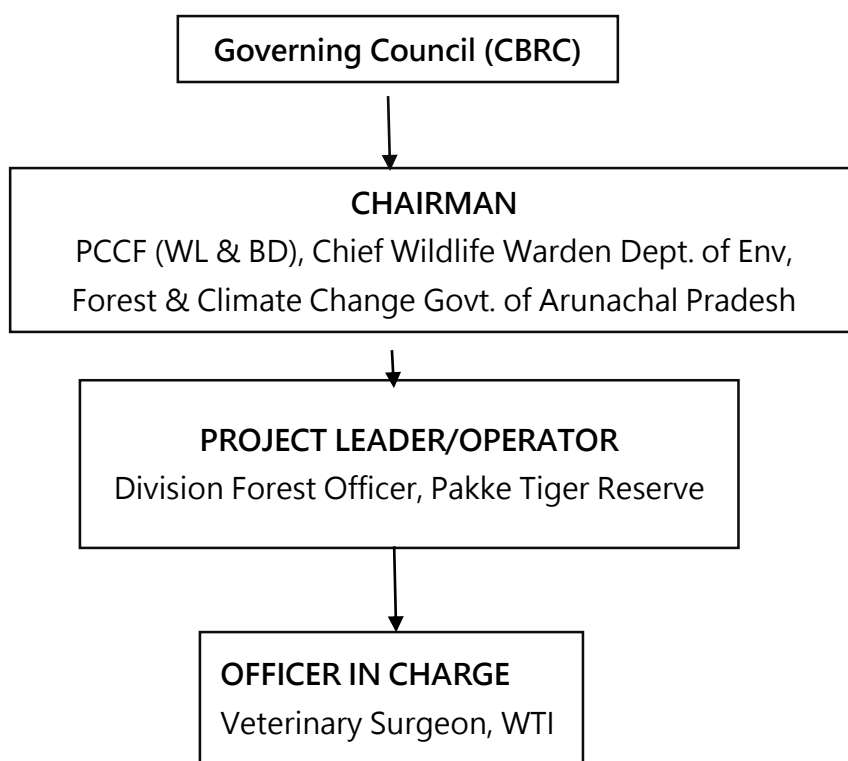 Governing Council (CBRC)
CHAIRMAN
PCCF (WL & BD), Chief Wildlife Warden Dept. of Env,
Forest & Climate Change Govt. of Arunachal Pradesh
PROJECT LEADER/OPERATOR
Division Forest Officer, Pakke Tiger Reserve
OFFICER IN CHARGE
Veterinary Surgeon, WTI